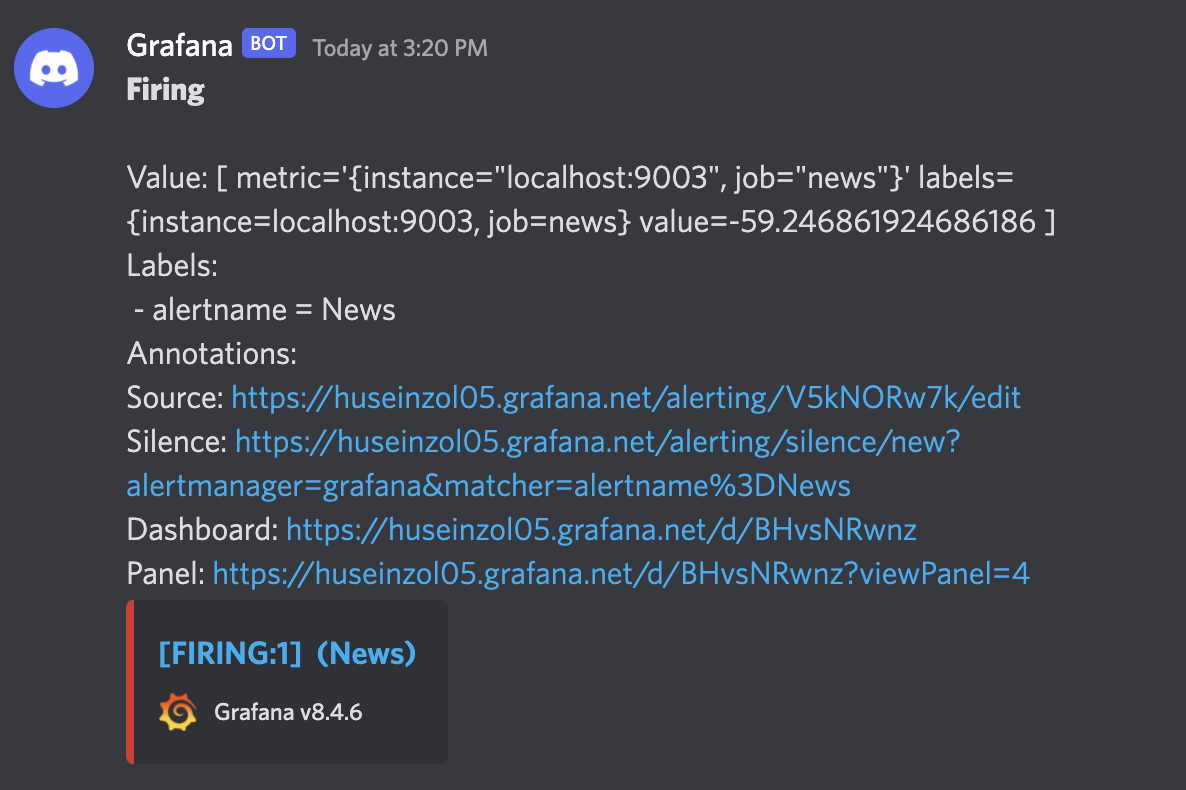 Grafana BOT Today at 3:20 PM
Firing
Value: [ metric='{instance="localhost:9003", job="news"}' labels=
{instance=localhost:9003, job=news} value=-59.246861924686186 ]
Labels:
- alertname = News
Annotations:
Source: https://huseinzol05.grafana.net/alerting/V5kNORw7k/edit
Silence: https://huseinzol05.grafana.net/alerting/silence/new?
alertmanager=grafana&matcher=alertname%3DNews
Dashboard: https://huseinzol05.grafana.net/d/BHvsNRwnz
Panel: https://huseinzol05.grafana.net/d/BHvsNRwnz?viewPanel=4
[FIRING:1] (News)
Grafana v8.4.6